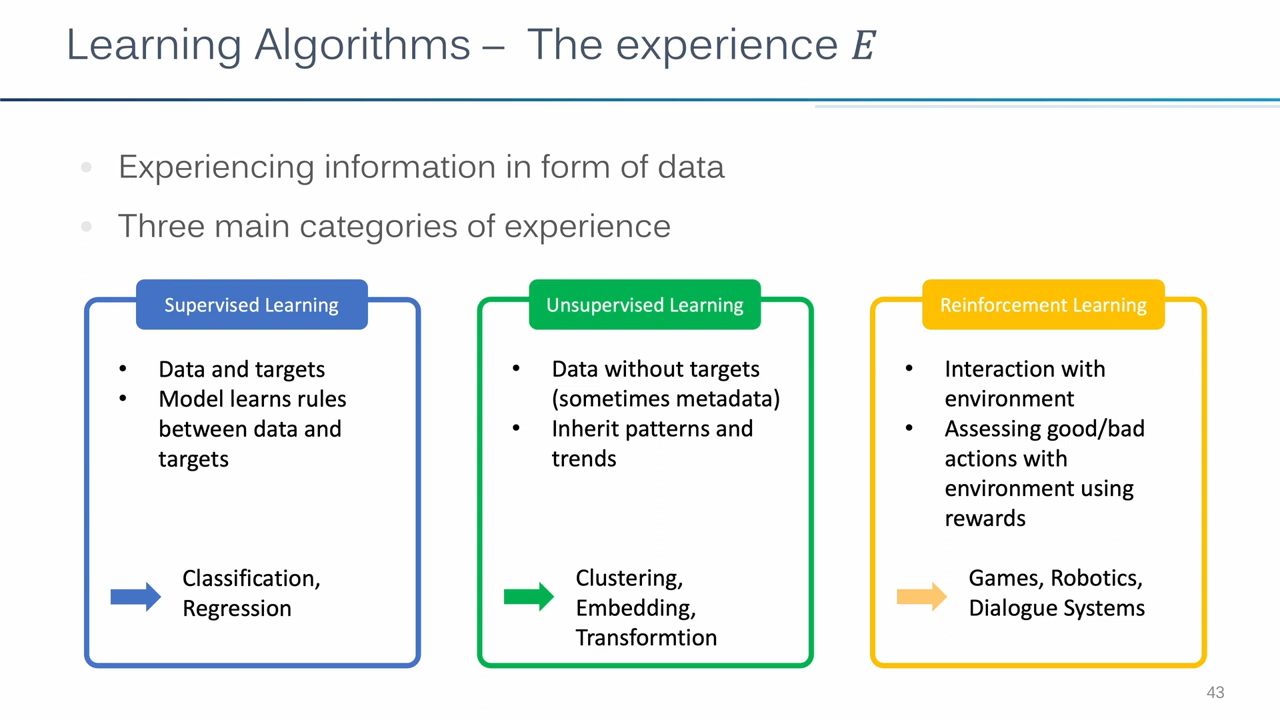 Learning Algorithms – The experience E
• Experiencing information in form of data
• Three main categories of experience
Supervised Learning
• Data and targets
• Model learns rules
between data and
targets
Classification,
Regression
Unsupervised Learning
• Data without targets
(sometimes metadata)
• Inherit patterns and
trends
Clustering,
Embedding,
Transformtion
Reinforcement Learning
• Interaction with
environment
• Assessing good/bad
actions with
environment using
rewards
Games, Robotics,
Dialogue Systems
43